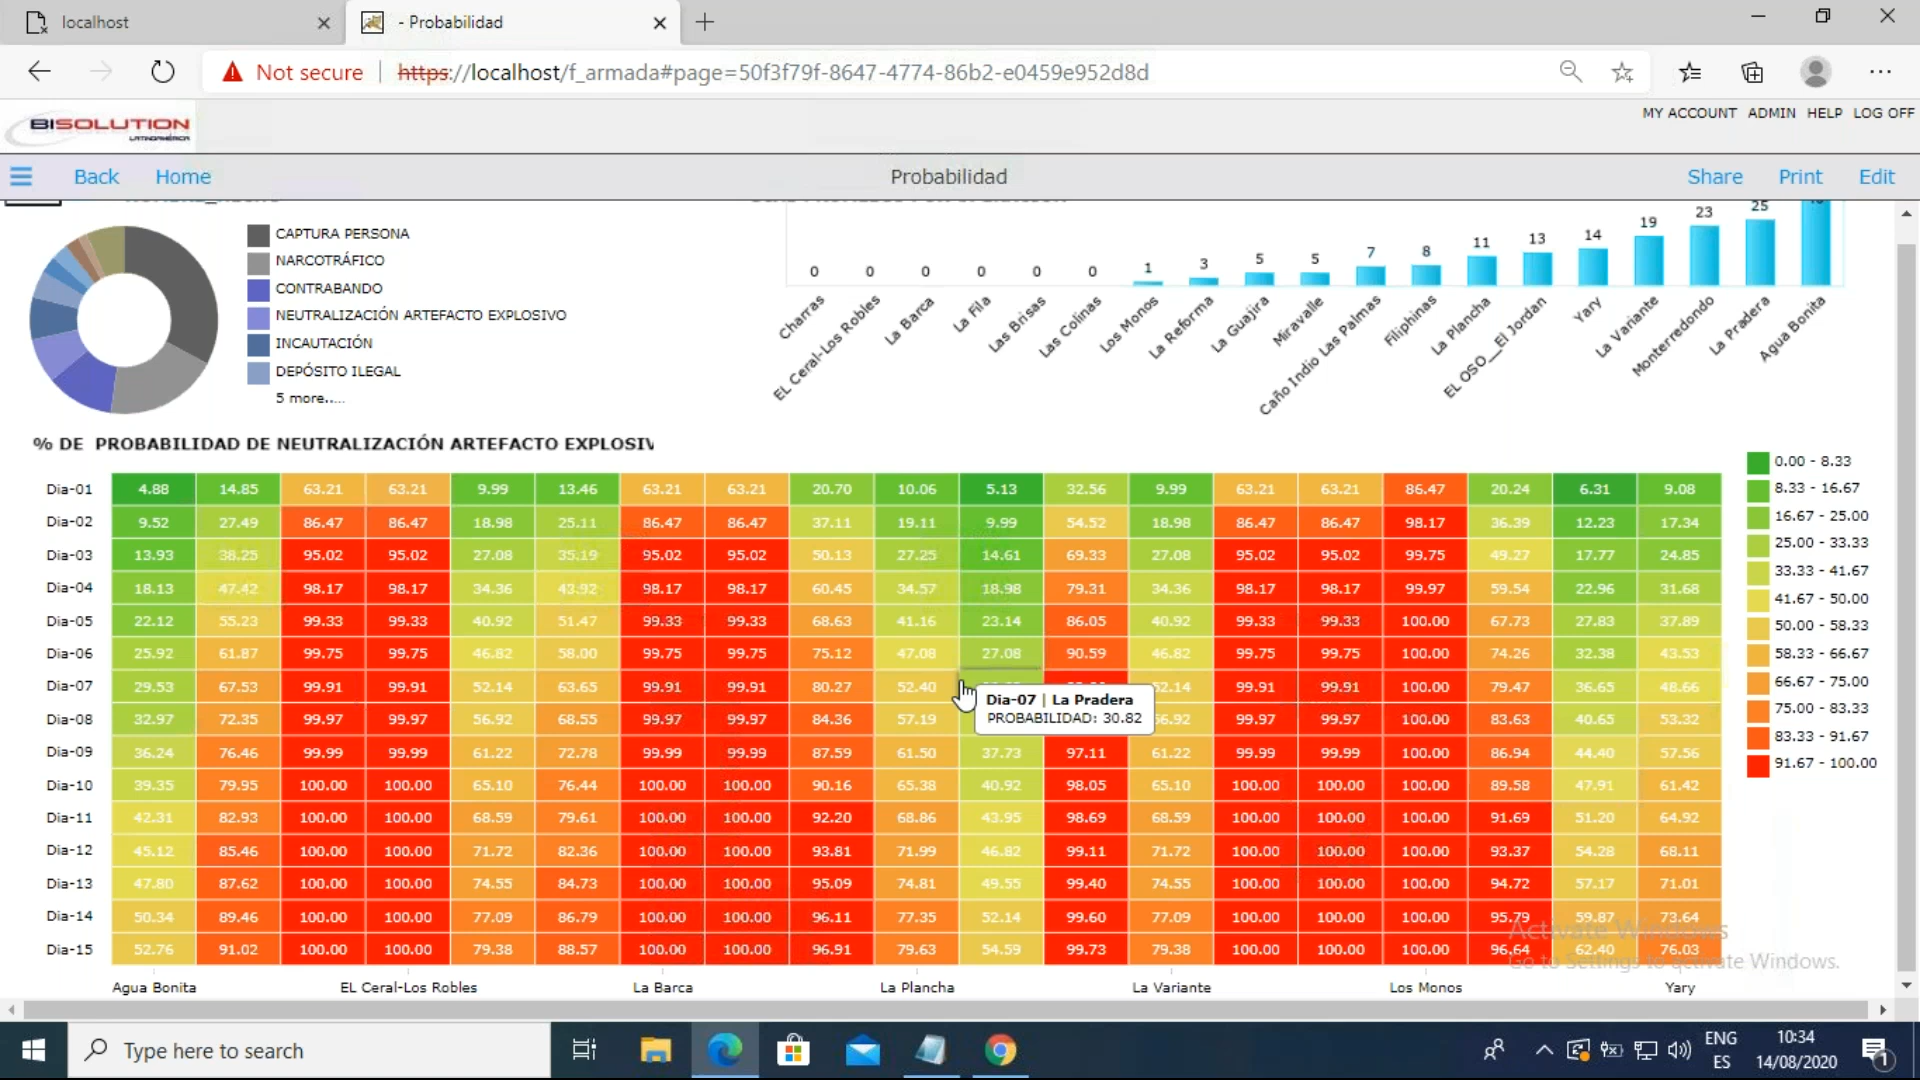 localhost
- Probabilidad
Not secure
https://localhost/f_armada#page=50f3f79f-8647-4774-86b2-e0459e952d8d
BISOLUTION
LATINOAMÉRICA
MY ACCOUNT ADMIN HELP LOG OFF
Back Home Probabilidad Share Print Edit
CAPTURA PERSONA
NARCOTRÁFICO
CONTRABANDO
NEUTRALIZACIÓN ARTEFACTO EXPLOSIVO
INCAUTACIÓN
DEPÓSITO ILEGAL
5 more.....
0 0 0 0 0 0 1 3 5 5 7 8 11 13 14 19 23 25
Charras
EL Ceral-Los Robles
La Barca
La Fila
Las Brisas
Las Colinas
Los Monos
La Reforma
La Guajira
Miravalle
Caño Indio Las Palmas
Filiphinas
La Plancha
EL OSO__El Jordan
Yary
La Variante
Monterredondo
La Pradera
Agua Bonita
% DE PROBABILIDAD DE NEUTRALIZACIÓN ARTEFACTO EXPLOSIV
Dia-01 4.88 14.85 63.21 63.21 9.99 13.46 63.21 63.21 20.70 10.06 5.13 32.56 9.99 63.21 63.21 86.47 20.24 6.31 9.08
Dia-02 9.52 27.49 86.47 86.47 18.98 25.11 86.47 86.47 37.11 19.11 9.99 54.52 18.98 86.47 86.47 98.17 36.39 12.23 17.34
Dia-03 13.93 38.25 95.02 95.02 27.08 35.19 95.02 95.02 50.13 27.25 14.61 69.33 27.08 95.02 95.02 99.75 49.27 17.77 24.85
Dia-04 18.13 47.42 98.17 98.17 34.36 43.92 98.17 98.17 60.45 34.57 18.98 79.31 34.36 98.17 98.17 99.97 59.54 22.96 31.68
Dia-05 22.12 55.23 99.33 99.33 40.92 51.47 99.33 99.33 68.63 41.16 23.14 86.05 40.92 99.33 99.33 100.00 67.73 27.83 37.89
Dia-06 25.92 61.87 99.75 99.75 46.82 58.00 99.75 99.75 75.12 47.08 27.08 90.59 46.82 99.75 99.75 100.00 74.26 32.38 43.53
Dia-07 29.53 67.53 99.91 99.91 52.14 63.65 99.91 99.91 80.27 52.40 52.14 99.91 99.91 100.00 79.47 36.65 48.66
Dia-08 32.97 72.35 99.97 99.97 56.92 68.55 99.97 99.97 84.36 57.19 56.92 99.97 99.97 100.00 83.63 40.65 53.32
Dia-09 36.24 76.46 99.99 99.99 61.22 72.78 99.99 99.99 87.59 61.50 37.73 97.11 61.22 99.99 99.99 100.00 86.94 44.40 57.56
Dia-10 39.35 79.95 100.00 100.00 65.10 76.44 100.00 100.00 90.16 65.38 40.92 98.05 65.10 100.00 100.00 100.00 89.58 47.91 61.42
Dia-11 42.31 82.93 100.00 100.00 68.59 79.61 100.00 100.00 92.20 68.86 43.95 98.69 68.59 100.00 100.00 100.00 91.69 51.20 64.92
Dia-12 45.12 85.46 100.00 100.00 71.72 82.36 100.00 100.00 93.81 71.99 46.82 99.11 71.72 100.00 100.00 100.00 93.37 54.28 68.11
Dia-13 47.80 87.62 100.00 100.00 74.55 84.73 100.00 100.00 95.09 74.81 49.55 99.40 74.55 100.00 100.00 100.00 94.72 57.17 71.01
Dia-14 50.34 89.46 100.00 100.00 77.09 86.79 100.00 100.00 96.11 77.35 52.14 99.60 77.09 100.00 100.00 100.00 95.79 59.87 73.64
Dia-15 52.76 91.02 100.00 100.00 79.38 88.57 100.00 100.00 96.91 79.63 54.59 99.73 79.38 100.00 100.00 100.00 96.64 62.40 76.03
Agua Bonita EL Ceral-Los Robles La Barca La Plancha La Variante Los Monos Yary
Dia-07 | La Pradera
PROBABILIDAD: 30.82
0.00 - 8.33
8.33 - 16.67
16.67 - 25.00
25.00 - 33.33
33.33 - 41.67
41.67 - 50.00
50.00 - 58.33
58.33 - 66.67
66.67 - 75.00
75.00 - 83.33
83.33 - 91.67
91.67 - 100.00
Activate Windows
Go to Settings to activate Windows.
Type here to search
ENG
ES
10:34
14/08/2020
1